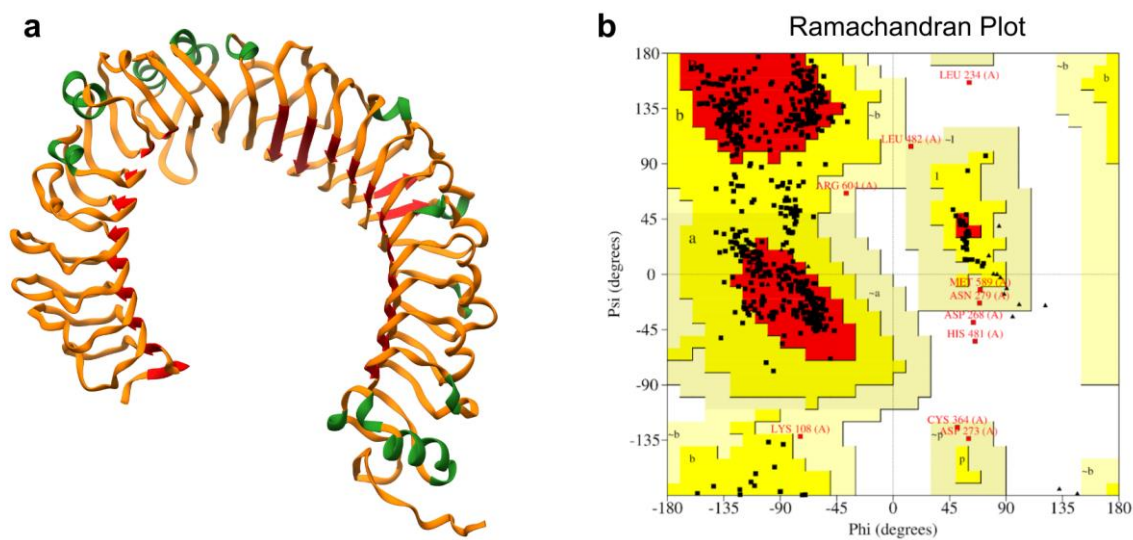 a
b
Ramachandran Plot
180
135
90
45
0
-45
-90
-135
Psi (degrees)
B
~b
b
LEU 234 (A)
b
~b
LEU 482 (A)
~l
l
ARG 604 (A)
a
~a
MET 589 (A)
ASN 279 (A)
ASP 268 (A)
HIS 481 (A)
CYS 364 (A)
LYS 108 (A)
ASP 273 (A)
~b
~p
b
p
~b
-180
-135
-90
-45
0
45
90
135
180
Phi (degrees)